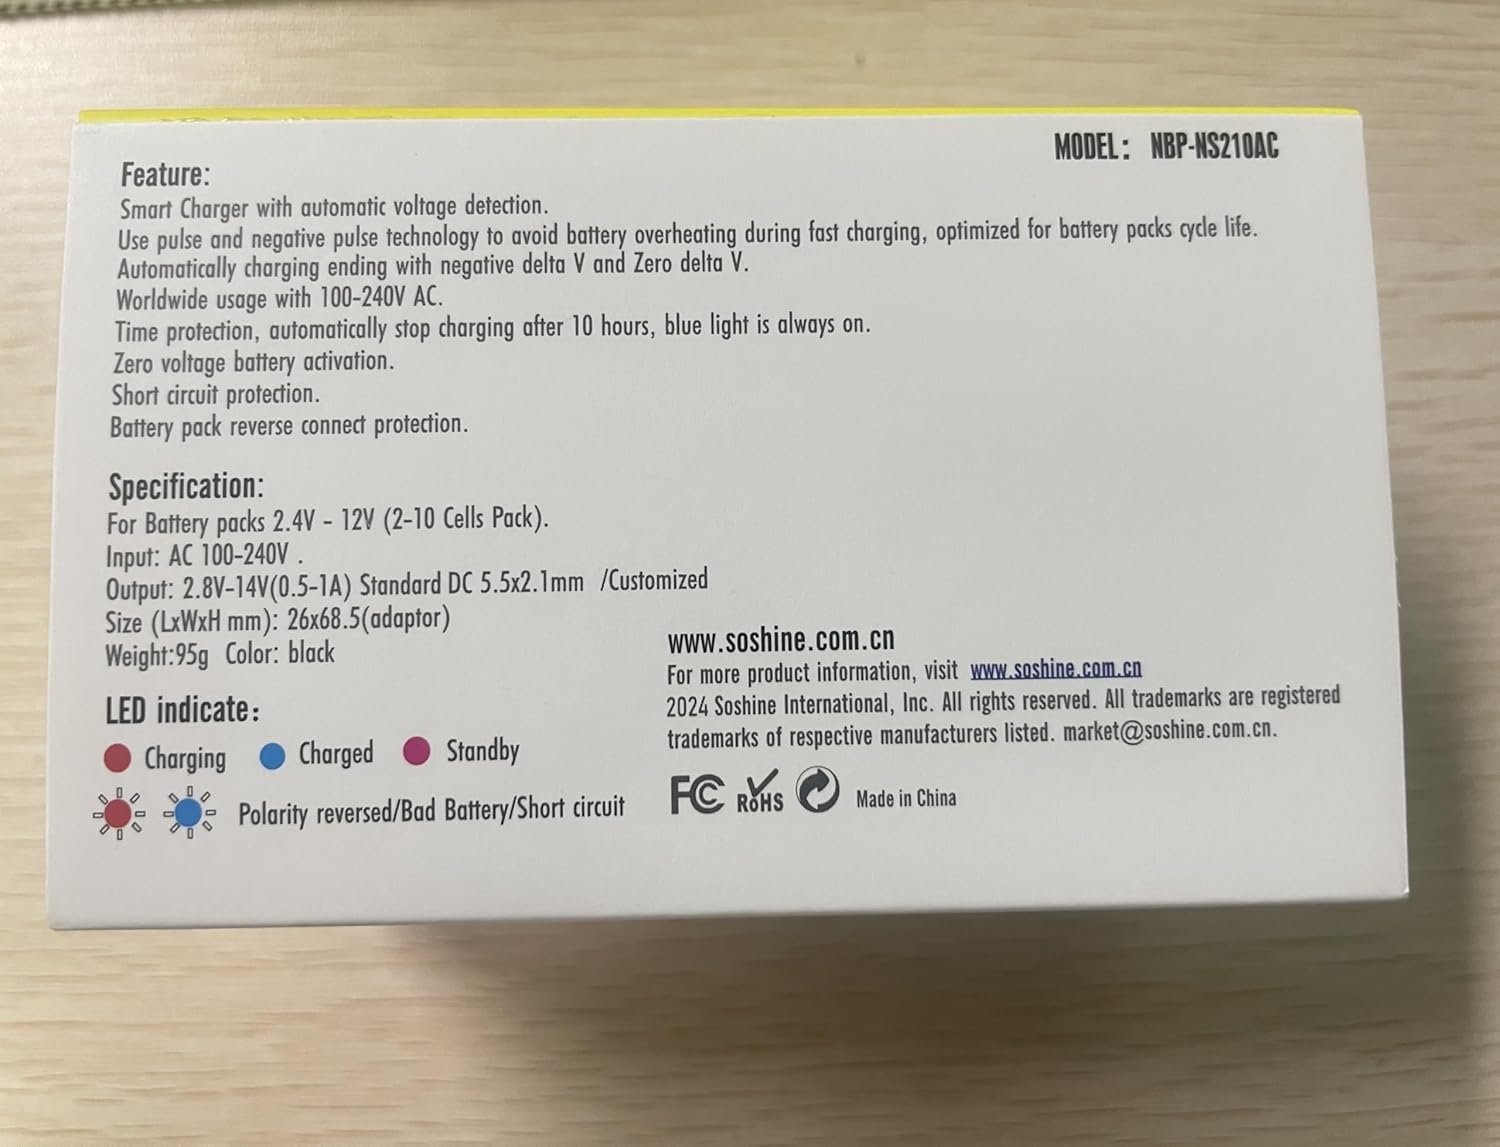 MODEL: NBP-NS210AC
Feature:
Smart Charger with automatic voltage detection.
Use pulse and negative pulse technology to avoid battery overheating during fast charging, optimized for battery packs cycle life.
Automatically charging ending with negative delta V and Zero delta V.
Worldwide usage with 100-240V AC.
Time protection, automatically stop charging after 10 hours, blue light is always on.
Zero voltage battery activation.
Short circuit protection.
Battery pack reverse connect protection.
Specification:
For Battery packs 2.4V - 12V (2-10 Cells Pack).
Input: AC 100-240V .
Output: 2.8V-14V(0.5-1A) Standard DC 5.5x2.1mm /Customized
Size (LxWxH mm): 26x68.5(adaptor)
Weight:95g Color: black
LED indicate:
Charging Charged Standby
Polarity reversed/Bad Battery/Short circuit
www.soshine.com.cn
For more product information, visit www.soshine.com.cn
2024 Soshine International, Inc. All rights reserved. All trademarks are registered
trademarks of respective manufacturers listed. market@soshine.com.cn.
FC RoHS Made in China